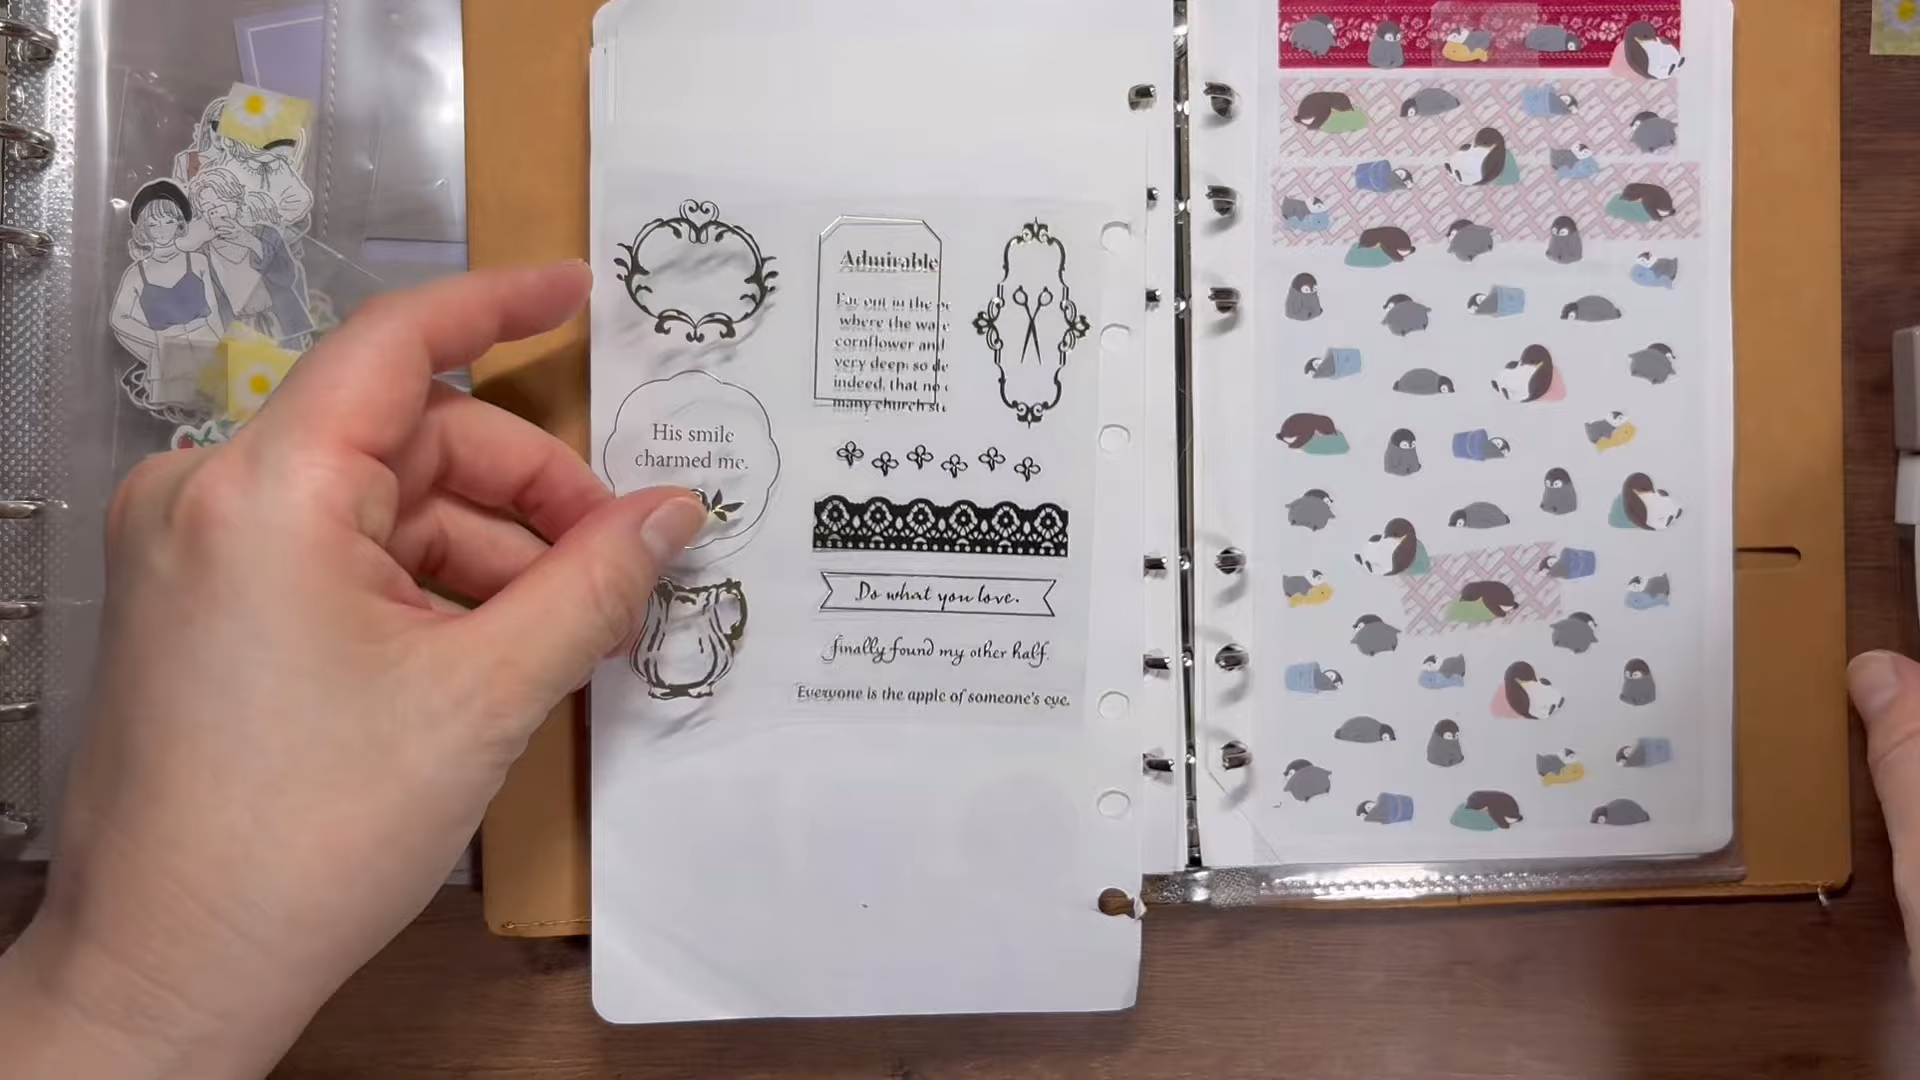 Admirable
Far out in the
where the wa
cornflower and
very deep; so de
indeed, that no
many church ste
His smile
charmed me.
Do what you love.
finally found my other half.
Everyone is the apple of someone's eye.